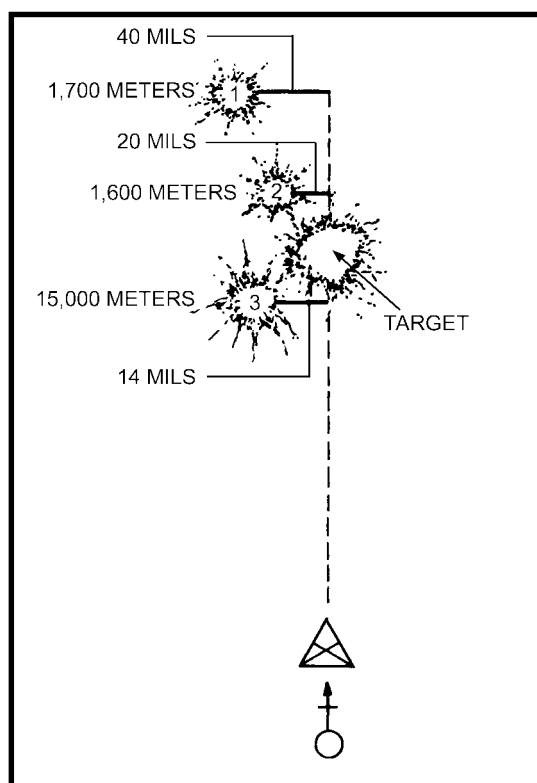 40 MILS
1,700 METERS
1
20 MILS
1,600 METERS
2
15,000 METERS
3
TARGET
14 MILS